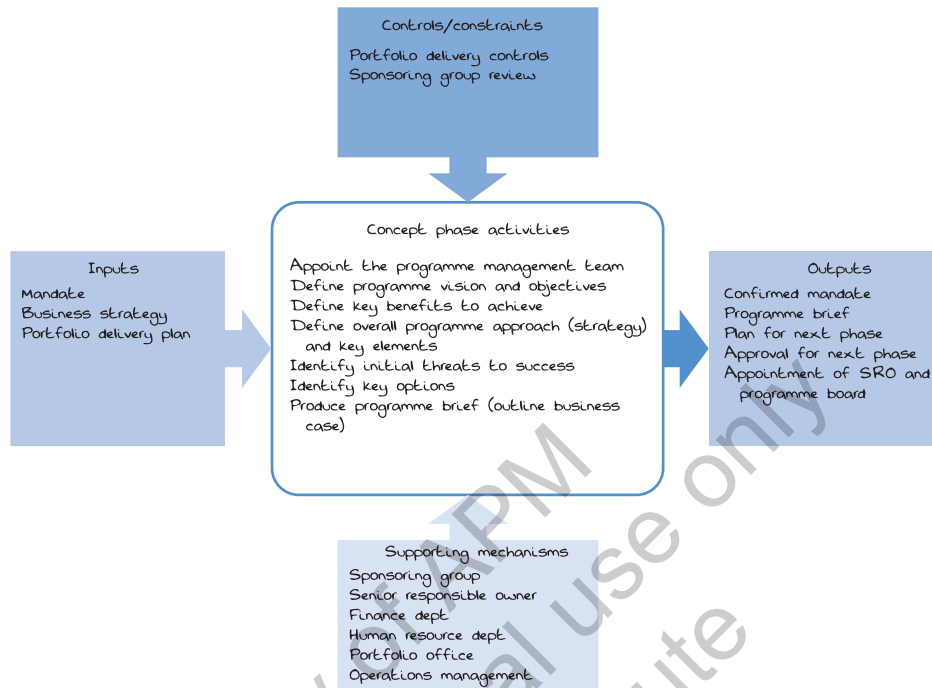 Controls/constraints
Portfolio delivery controls
Sponsoring group review
Concept phase activities
Appoint the programme management team
Define programme vision and objectives
Define key benefits to achieve
Define overall programme approach (strategy)
and key elements
Identify initial threats to success
Identify key options
Produce programme brief (outline business
case)
Inputs
Mandate
Business strategy
Portfolio delivery plan
Outputs
Confirmed mandate
Programme brief
Plan for next phase
Approval for next phase
Appointment of SRO and
programme board
Supporting mechanisms
Sponsoring group
Senior responsible owner
Finance dept
Human resource dept
Portfolio office
Operations management
of APM
use only